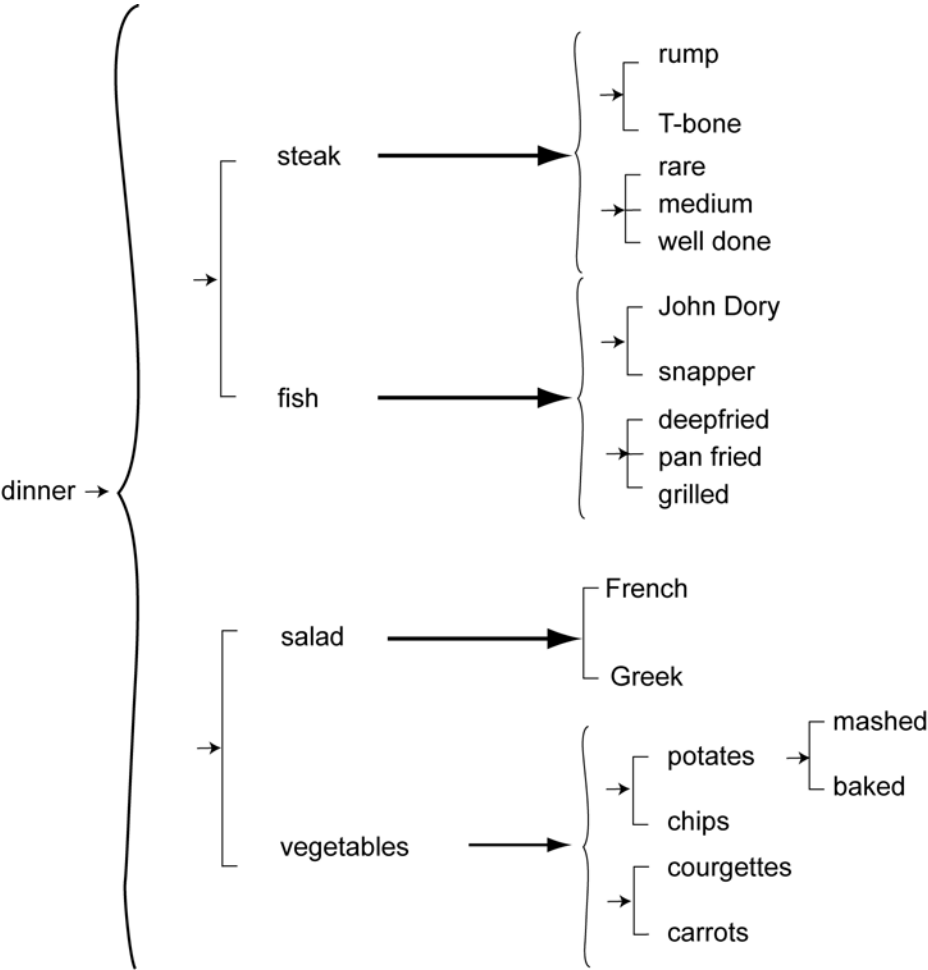 rump
T-bone
steak
rare
medium
well done
John Dory
snapper
fish
deepfried
pan fried
grilled
dinner
French
salad
Greek
mashed
potates
baked
chips
vegetables
courgettes
carrots